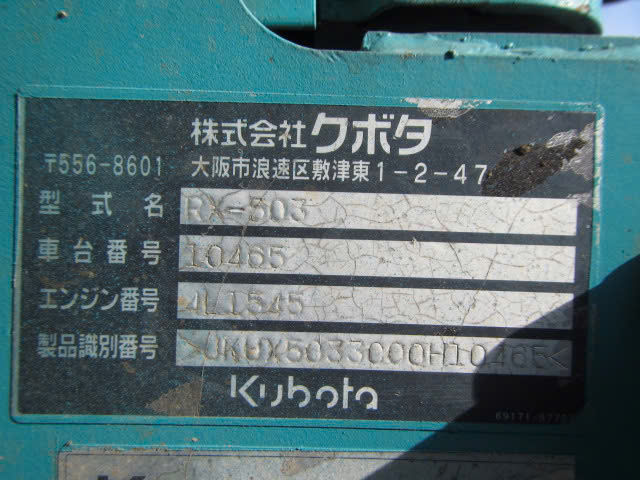 株式会社クボタ
〒556-8601 大阪市浪速区敷津東1-2-47
型式名 RX-503
車台番号 10465
エンジン番号 4L1545
製品識別番号 >JKUX5033000H10465<
Kubota